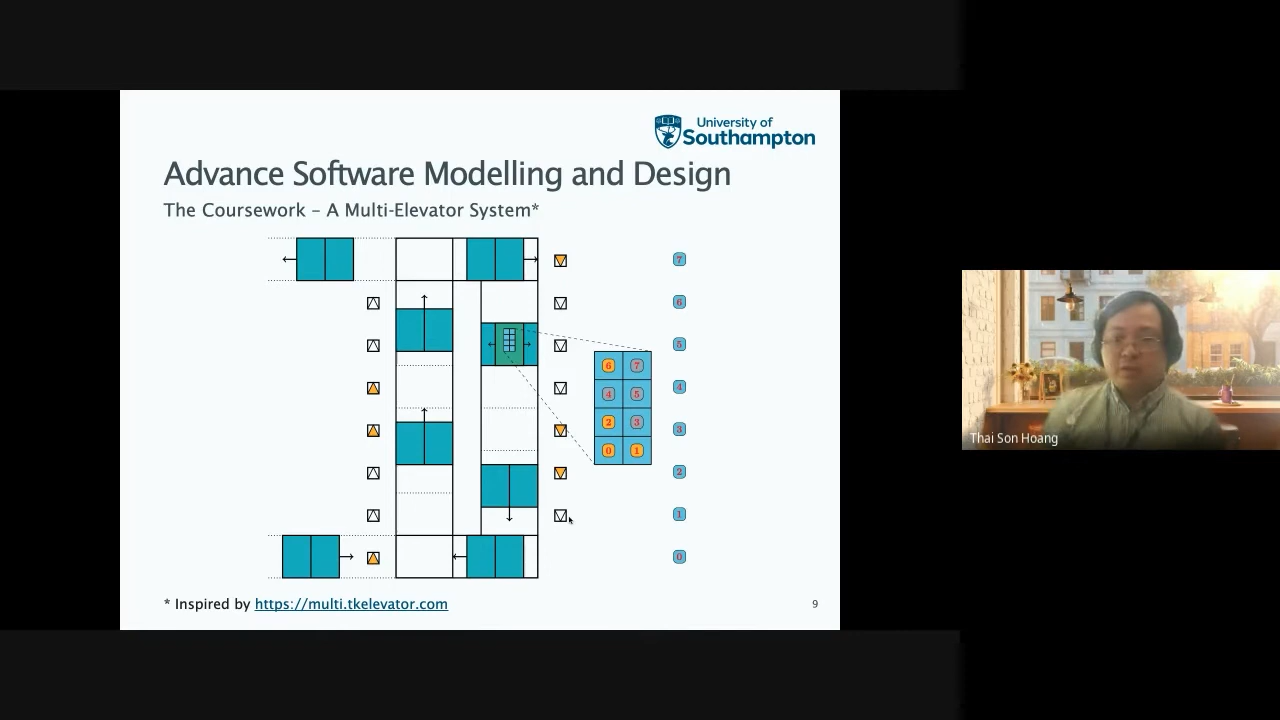 University of
Southampton
Advance Software Modelling and Design
The Coursework – A Multi-Elevator System*
7
6
5
6 7
4 5
4
2 3
3
0 1
2
1
0
* Inspired by https://multi.tkelevator.com
9
Thai Son Hoang